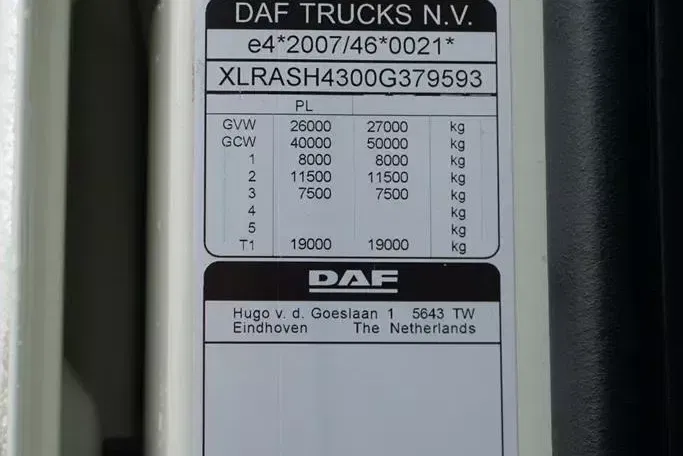 DAF TRUCKS N.V.
e4*2007/46*0021*
XLRASH4300G379593
PL
GVW 26000 27000 kg
GCW 40000 50000 kg
1 8000 8000 kg
2 11500 11500 kg
3 7500 7500 kg
4 kg
5 kg
T1 19000 19000 kg
DAF
Hugo v. d. Goeslaan 1 5643 TW
Eindhoven The Netherlands